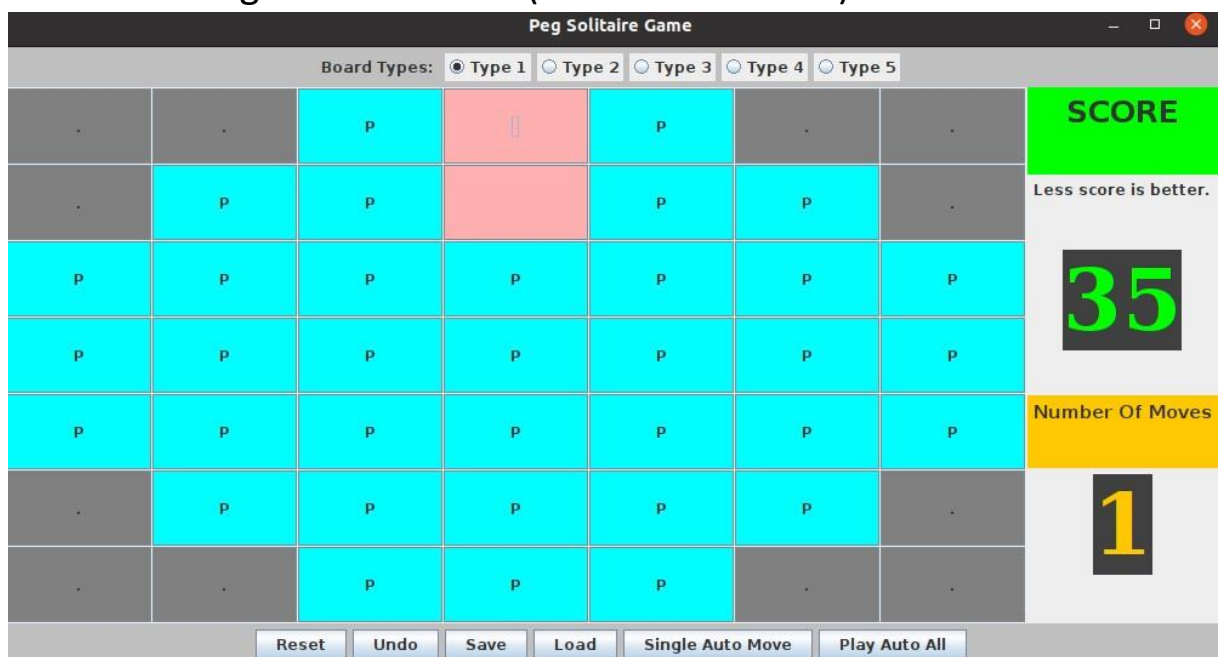 Peg Solitaire Game
Board Types: Type 1 Type 2 Type 3 Type 4 Type 5
. . P P . .
SCORE
. P P P P .
Less score is better.
P P P P P P P
35
P P P P P P P
P P P P P P P
Number Of Moves
. P P P P P .
1
. . P P P . .
Reset Undo Save Load Single Auto Move Play Auto All